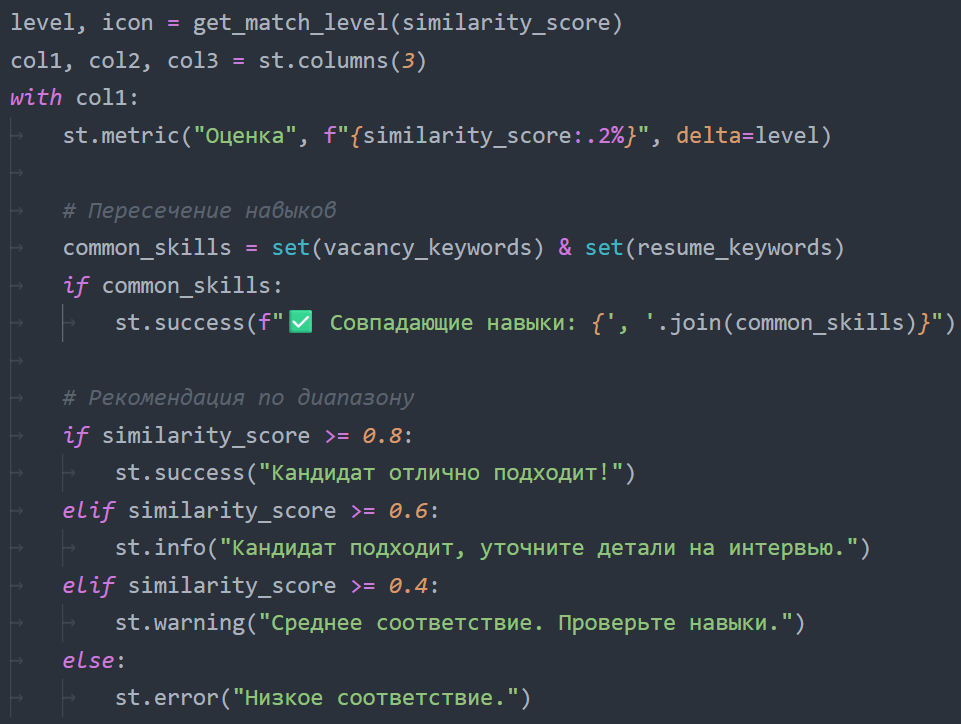 level, icon = get_match_level(similarity_score)
col1, col2, col3 = st.columns(3)
with col1:
    st.metric("Оценка", f"{similarity_score:.2%}", delta=level)

    # Пересечение навыков
    common_skills = set(vacancy_keywords) & set(resume_keywords)
    if common_skills:
        st.success(f"✅ Совпадающие навыки: {', '.join(common_skills)}")

    # Рекомендация по диапазону
    if similarity_score >= 0.8:
        st.success("Кандидат отлично подходит!")
    elif similarity_score >= 0.6:
        st.info("Кандидат подходит, уточните детали на интервью.")
    elif similarity_score >= 0.4:
        st.warning("Среднее соответствие. Проверьте навыки.")
    else:
        st.error("Низкое соответствие.")